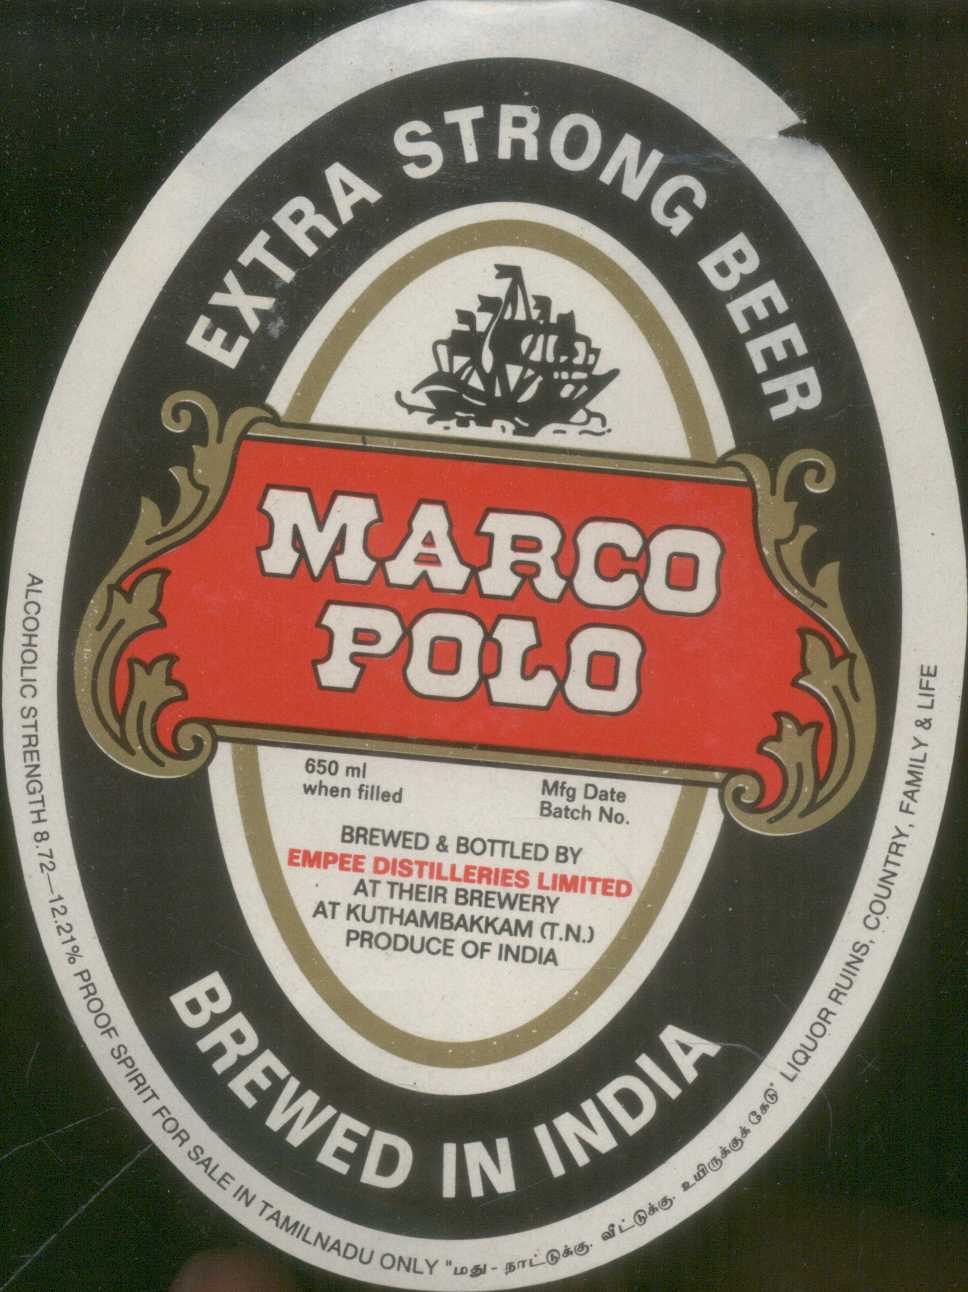 EXTRA STRONG BEER
MARCO
POLO
650 ml
when filled
Mfg Date
Batch No.
BREWED & BOTTLED BY
EMPEE DISTILLERIES LIMITED
AT THEIR BREWERY
AT KUTHAMBAKKAM (T.N.)
PRODUCE OF INDIA
BREWED IN INDIA
ALCOHOLIC STRENGTH 8.72—12.21% PROOF SPIRIT FOR SALE IN TAMILNADU ONLY "மது - நாட்டுக்கு. வீட்டுக்கு. உயிருக்குக் கேடு" LIQUOR RUINS, COUNTRY, FAMILY & LIFE